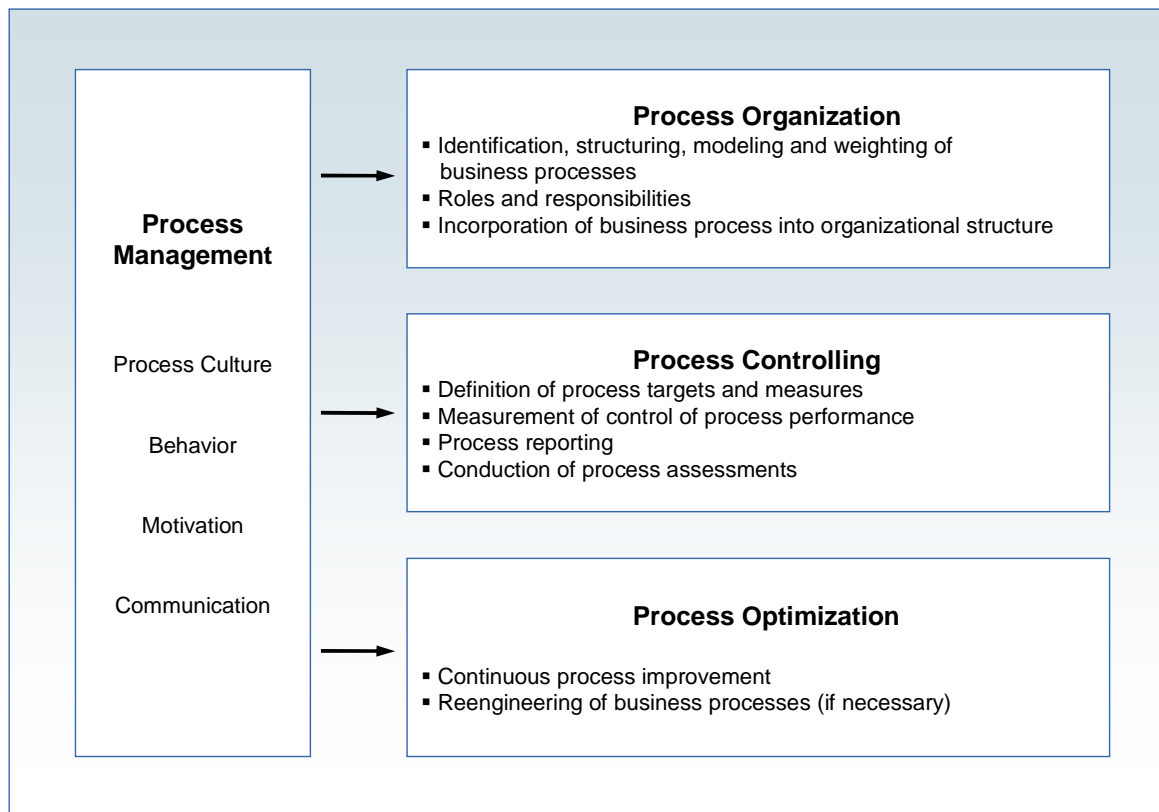 Process
Management
Process Culture
Behavior
Motivation
Communication
Process Organization
▪ Identification, structuring, modeling and weighting of
business processes
▪ Roles and responsibilities
▪ Incorporation of business process into organizational structure
Process Controlling
▪ Definition of process targets and measures
▪ Measurement of control of process performance
▪ Process reporting
▪ Conduction of process assessments
Process Optimization
▪ Continuous process improvement
▪ Reengineering of business processes (if necessary)